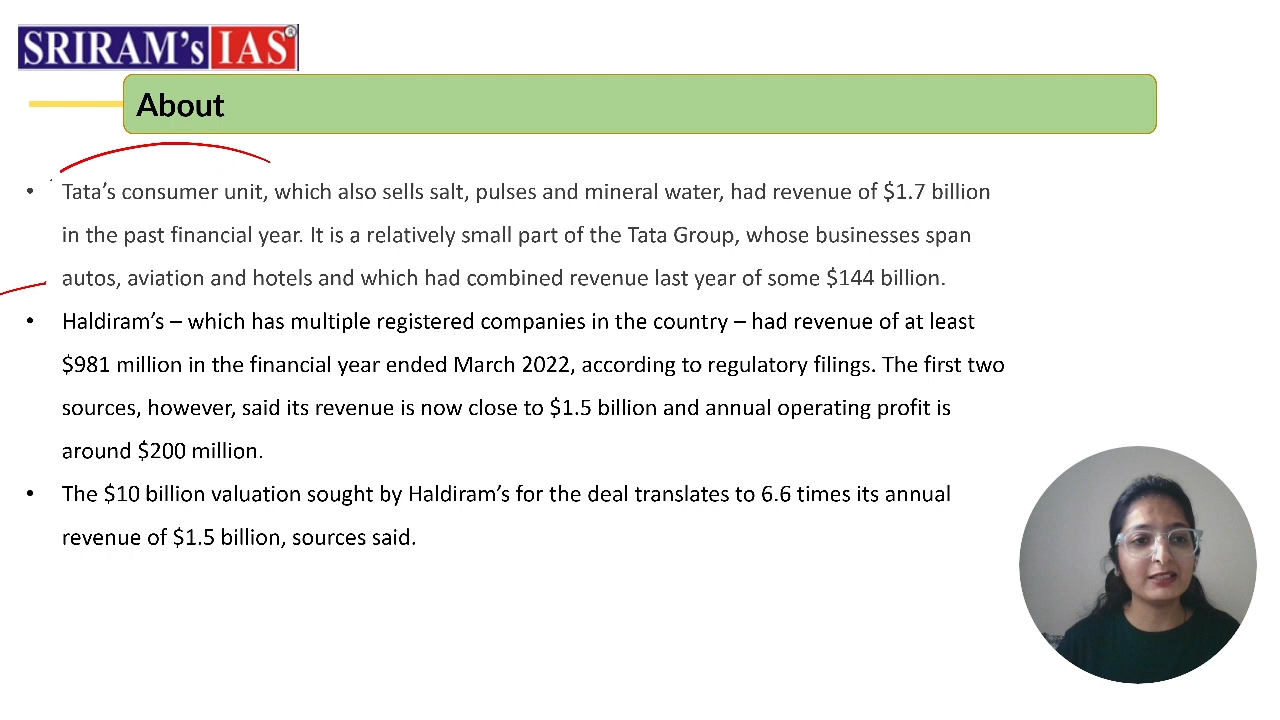 SRIRAM's IAS®
About
• Tata’s consumer unit, which also sells salt, pulses and mineral water, had revenue of $1.7 billion
in the past financial year. It is a relatively small part of the Tata Group, whose businesses span
autos, aviation and hotels and which had combined revenue last year of some $144 billion.
• Haldiram’s – which has multiple registered companies in the country – had revenue of at least
$981 million in the financial year ended March 2022, according to regulatory filings. The first two
sources, however, said its revenue is now close to $1.5 billion and annual operating profit is
around $200 million.
• The $10 billion valuation sought by Haldiram’s for the deal translates to 6.6 times its annual
revenue of $1.5 billion, sources said.